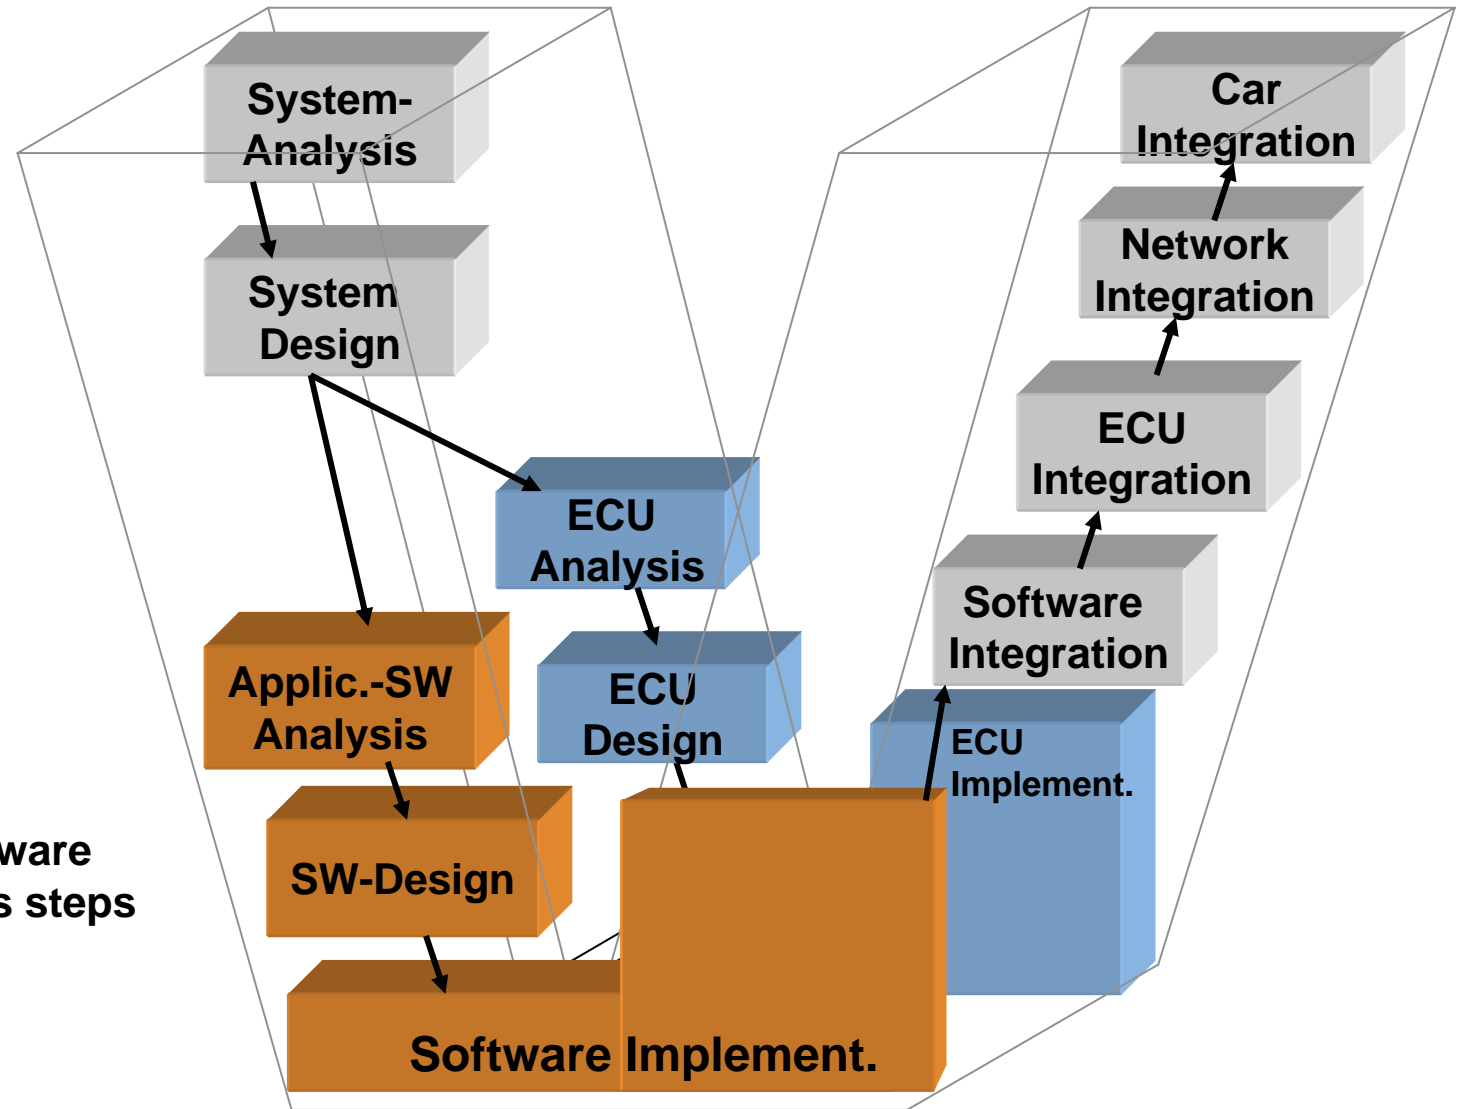 System-
Analysis
System
Design
ECU
Analysis
ECU
Design
Applic.-SW
Analysis
SW-Design
Software Implement.
ECU
Implement.
Software
Integration
ECU
Integration
Network
Integration
Car
Integration
ware
s steps